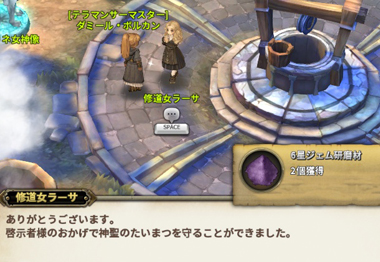 [テラマンサーマスター]
タミール・ボルカン
ネ女神像
修道女ラーサ
SPACE
6星ジェム研磨材
2個獲得
修道女ラーサ
ありがとうございます。
啓示者様のおかげで神聖のたいまつを守ることができました。